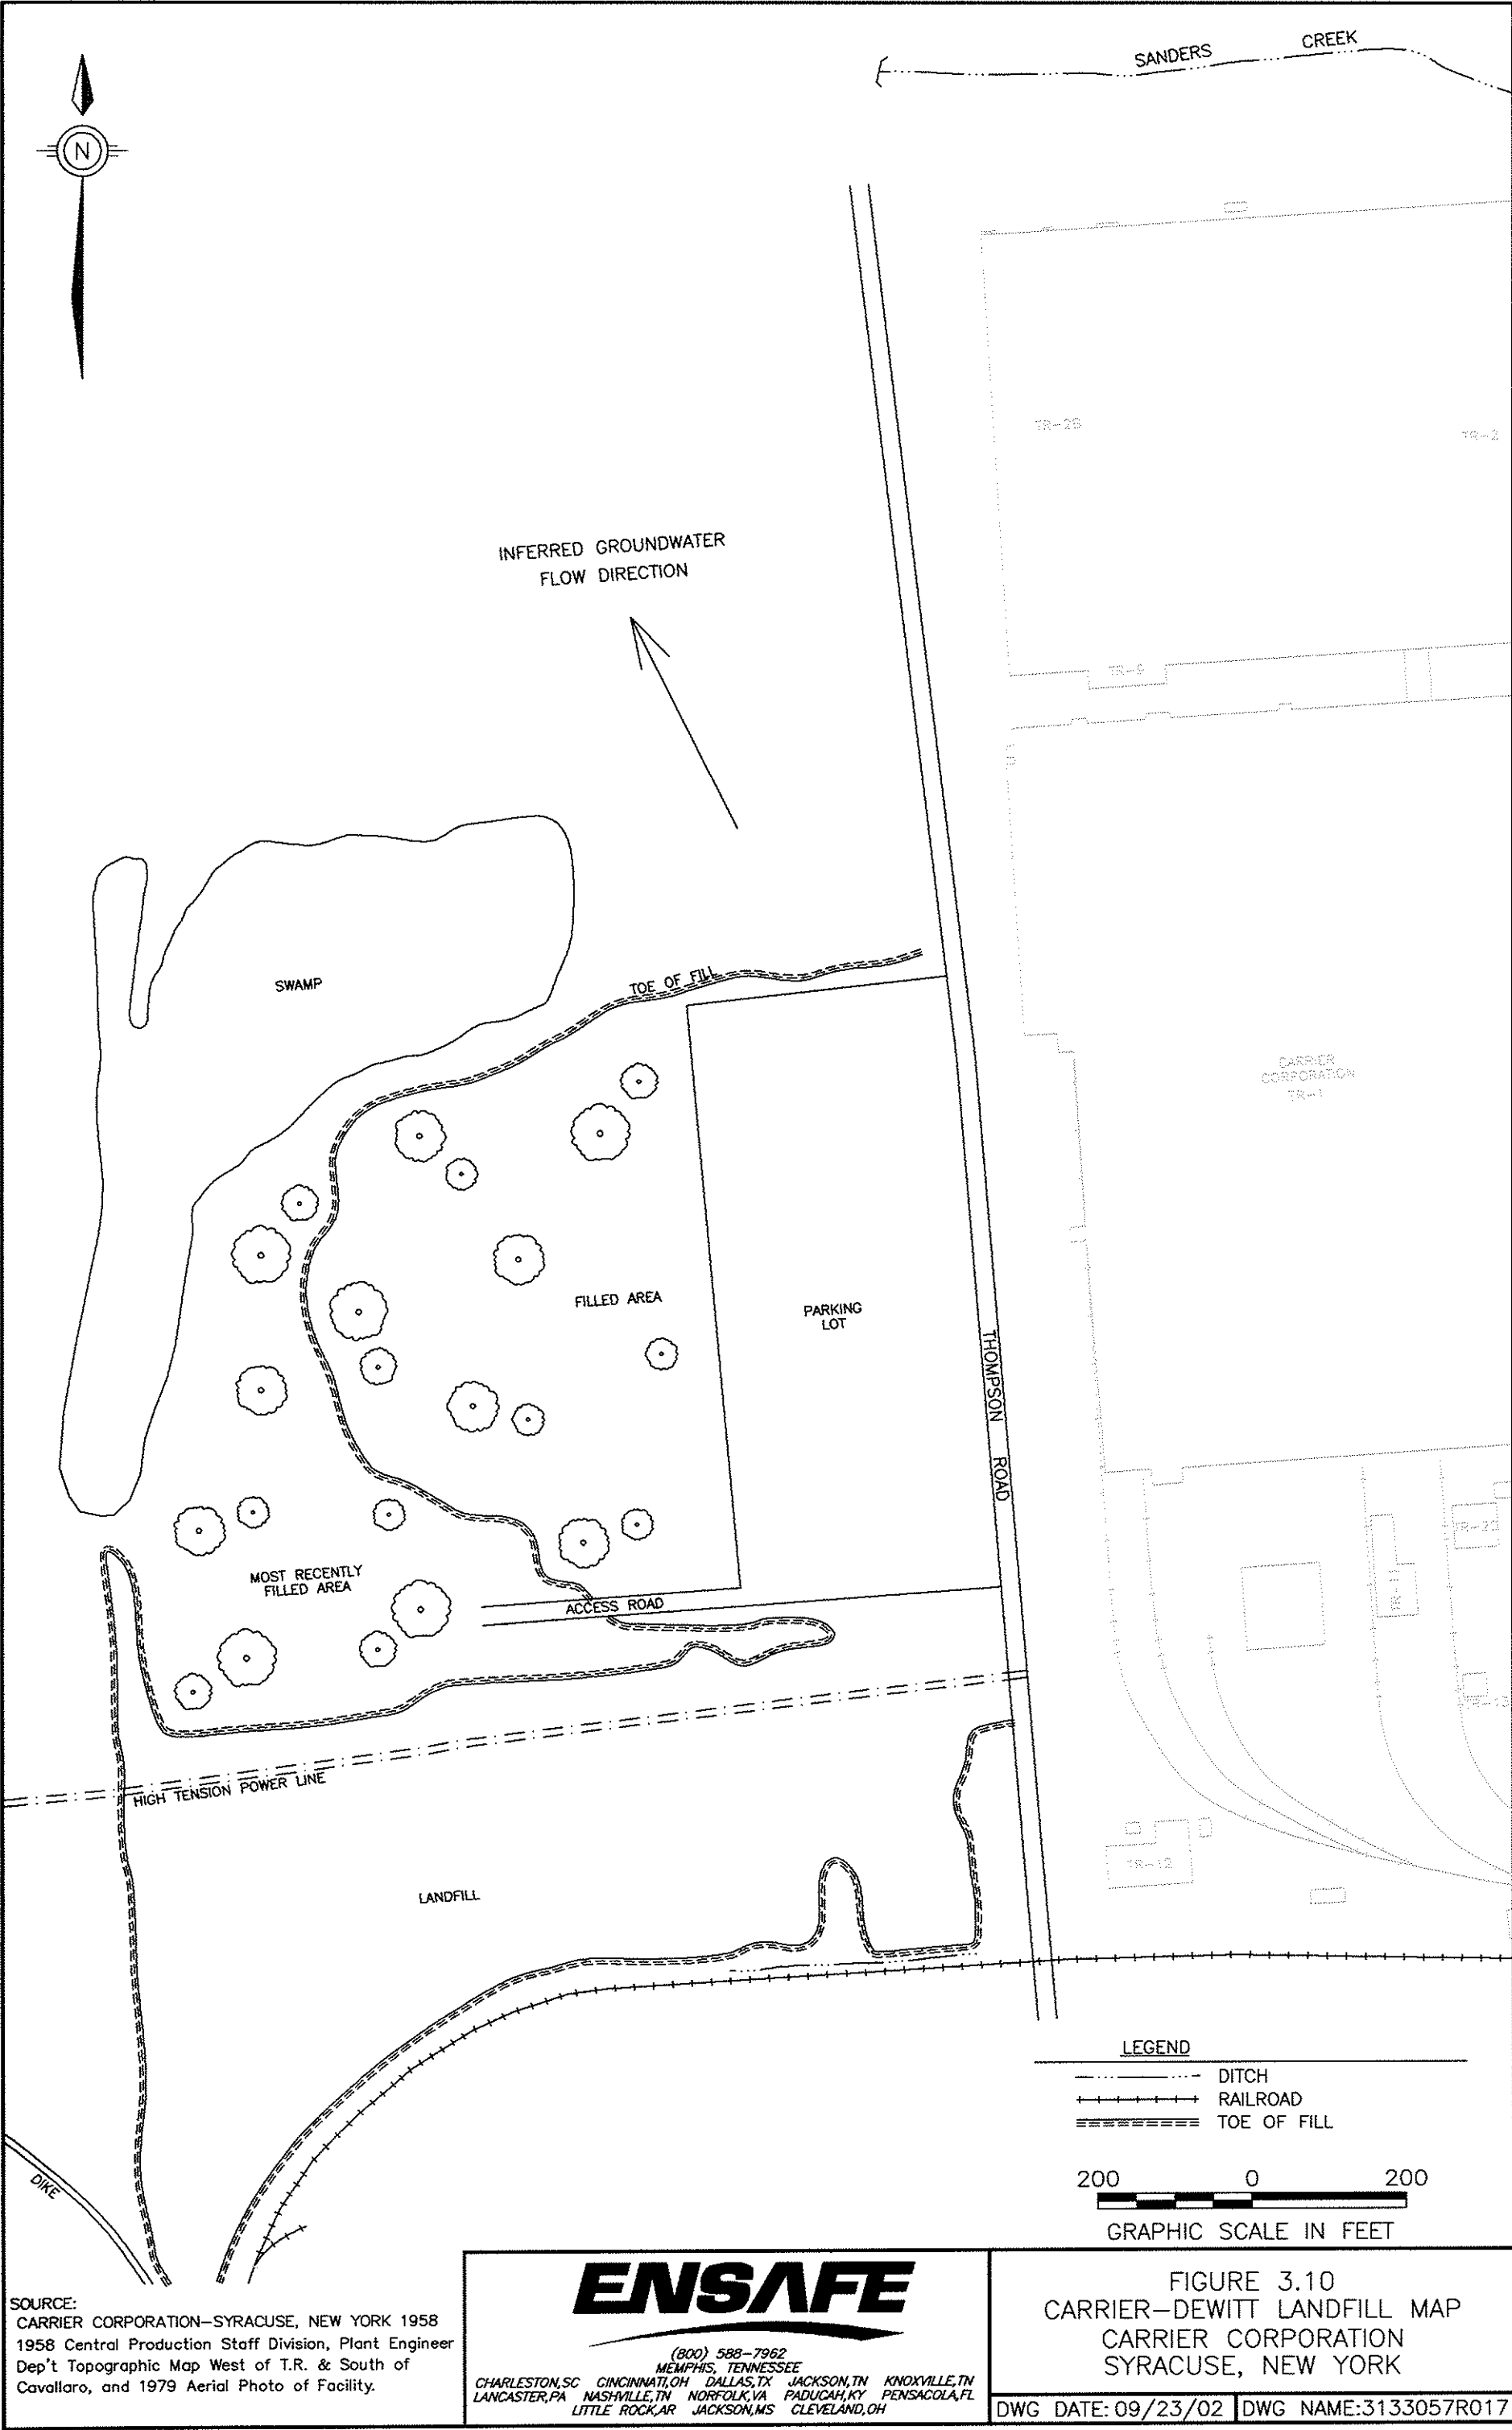 SANDERS CREEK
N
TR-2
INFERRED GROUNDWATER
FLOW DIRECTION
TR-9
SWAMP
TOE OF FILL
CARRIER
CORPORATION
TR-1
FILLED AREA
PARKING
LOT
THOMPSON ROAD
TR-20
TR-11
MOST RECENTLY
FILLED AREA
ACCESS ROAD
HIGH TENSION POWER LINE
TR-12
LANDFILL
LEGEND
DITCH
RAILROAD
TOE OF FILL
DIKE
200 0 200
GRAPHIC SCALE IN FEET
SOURCE:
CARRIER CORPORATION-SYRACUSE, NEW YORK 1958
1958 Central Production Staff Division, Plant Engineer
Dep't Topographic Map West of T.R. & South of
Cavallaro, and 1979 Aerial Photo of Facility.
ENSAFE
(800) 588-7962
MEMPHIS, TENNESSEE
CHARLESTON,SC CINCINNATI,OH DALLAS,TX JACKSON,TN KNOXVILLE,TN
LANCASTER,PA NASHVILLE,TN NORFOLK,VA PADUCAH,KY PENSACOLA,FL
LITTLE ROCK,AR JACKSON,MS CLEVELAND,OH
FIGURE 3.10
CARRIER-DEWITT LANDFILL MAP
CARRIER CORPORATION
SYRACUSE, NEW YORK
DWG DATE: 09/23/02 DWG NAME:3133057R017